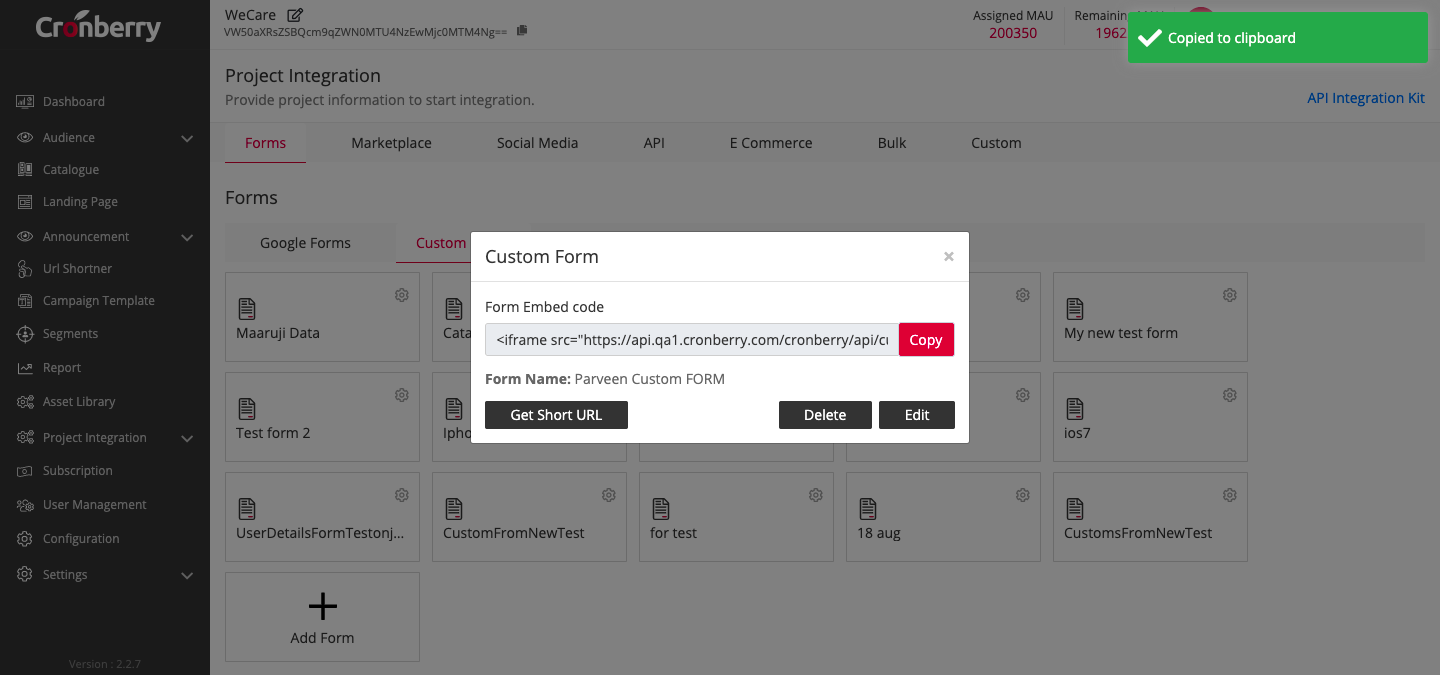 Cronberry
Dashboard
Audience
Catalogue
Landing Page
Announcement
Url Shortner
Campaign Template
Segments
Report
Asset Library
Project Integration
Subscription
User Management
Configuration
Settings
Version : 2.2.7
WeCare
VW50aXRsZSBQcm9qZWN0MTU4NzEwMjc0MTM4Ng==
Assigned MAU
200350
Remaining
1962
Copied to clipboard
Project Integration
Provide project information to start integration.
API Integration Kit
Forms Marketplace Social Media API E Commerce Bulk Custom
Forms
Google Forms Custom
Custom Form ×
Form Embed code
<iframe src="https://api.qa1.cronberry.com/cronberry/api/cu
Copy
Form Name: Parveen Custom FORM
Get Short URL Delete Edit
Maaruji Data Cata My new test form
Test form 2 Ipho ios7
UserDetailsFormTestonj... CustomFromNewTest for test 18 aug CustomsFromNewTest
Add Form